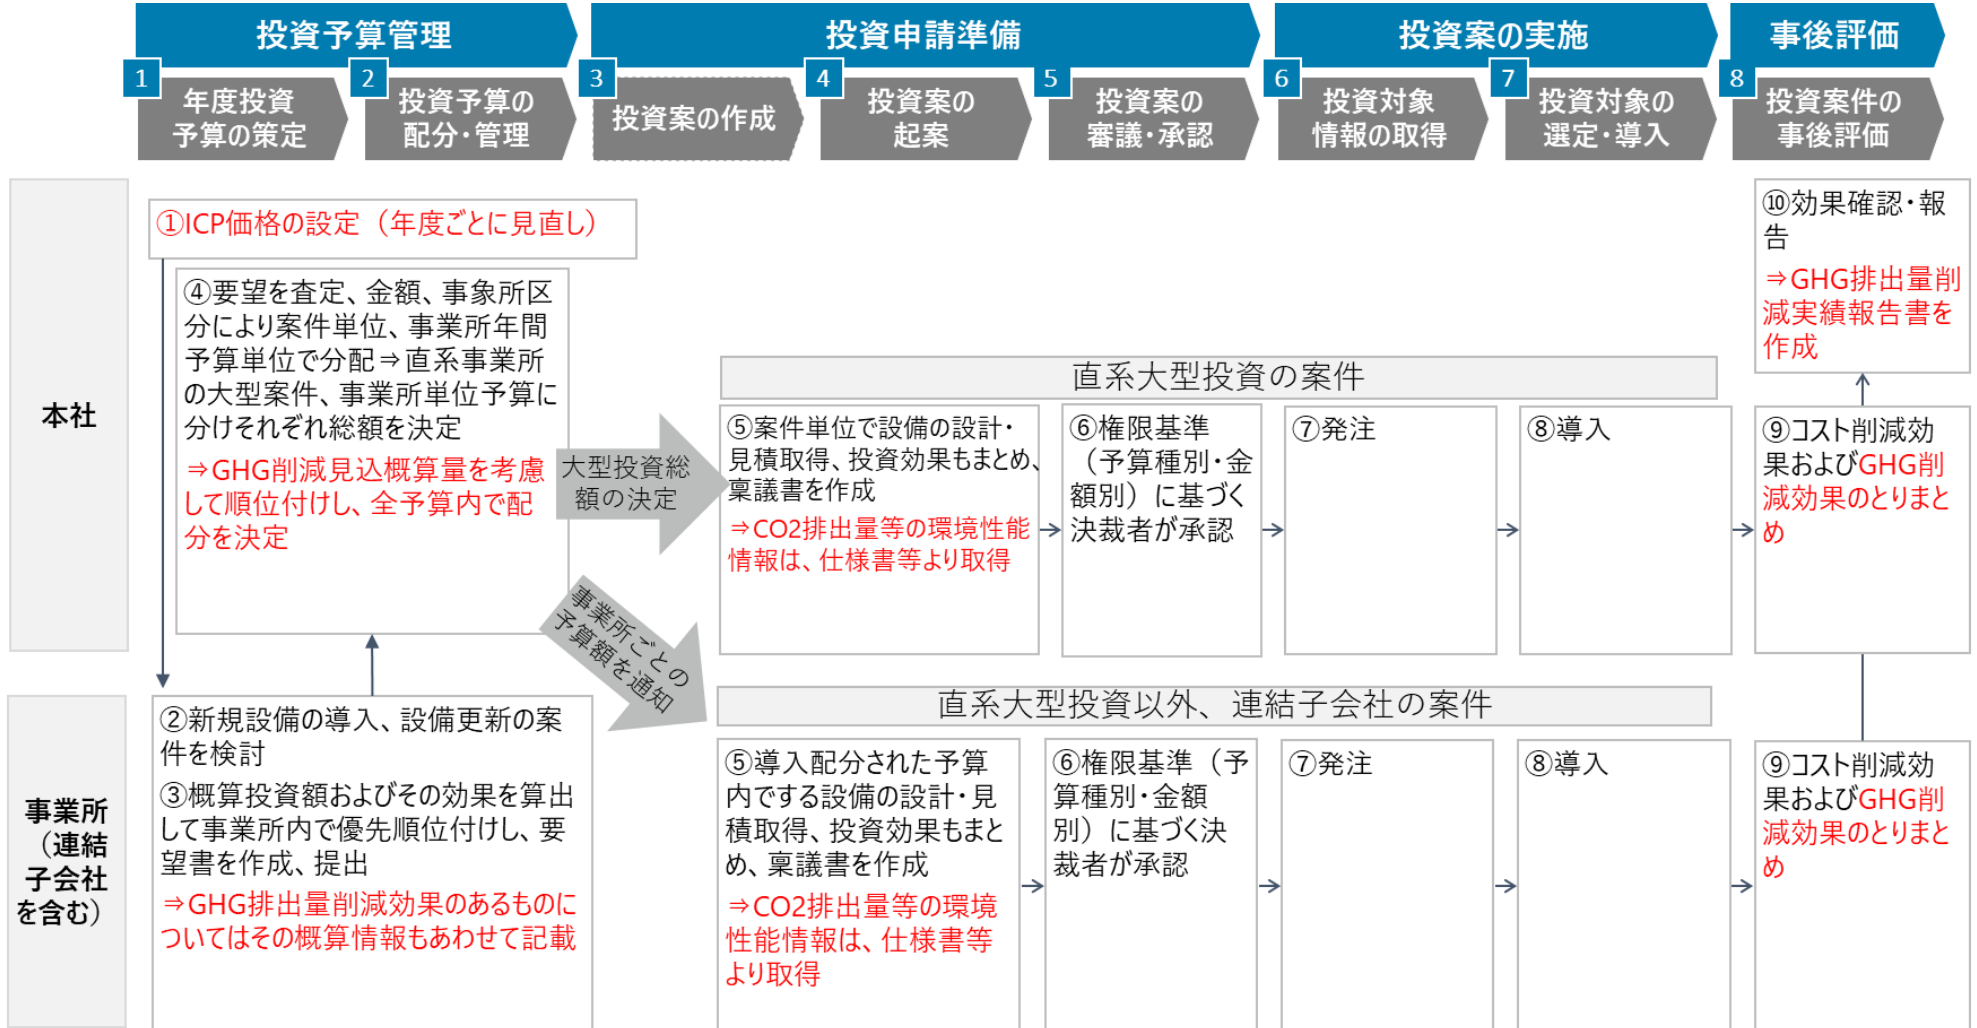 投資予算管理
投資申請準備
投資案の実施
事後評価
1
年度投資
予算の策定
2
投資予算の
配分・管理
3
投資案の作成
4
投資案の
起案
5
投資案の
審議・承認
6
投資対象
情報の取得
7
投資対象の
選定・導入
8
投資案件の
事後評価
本社
①ICP価格の設定（年度ごとに見直し）
④要望を査定、金額、事象所区
分により案件単位、事業所年間
予算単位で分配⇒直系事業所
の大型案件、事業所単位予算に
分けそれぞれ総額を決定
⇒GHG削減見込概算量を考慮
して順位付けし、全予算内で配
分を決定
大型投資総
額の決定
事業所ごとの
予算額を通知
直系大型投資の案件
⑤案件単位で設備の設計・
見積取得、投資効果もまとめ、
稟議書を作成
⇒CO2排出量等の環境性能
情報は、仕様書等より取得
⑥権限基準
（予算種別・金
額別）に基づく
決裁者が承認
⑦発注
⑧導入
⑨コスト削減効
果およびGHG削
減効果のとりまと
め
⑩効果確認・報
告
⇒GHG排出量削
減実績報告書を
作成
事業所
（連結
子会社
を含む）
②新規設備の導入、設備更新の案
件を検討
③概算投資額およびその効果を算出
して事業所内で優先順位付けし、要
望書を作成、提出
⇒GHG排出量削減効果のあるものに
ついてはその概算情報もあわせて記載
直系大型投資以外、連結子会社の案件
⑤導入配分された予算
内でする設備の設計・見
積取得、投資効果もまと
め、稟議書を作成
⇒CO2排出量等の環境
性能情報は、仕様書等
より取得
⑥権限基準（予
算種別・金額
別）に基づく決
裁者が承認
⑦発注
⑧導入
⑨コスト削減効
果およびGHG削
減効果のとりまと
め